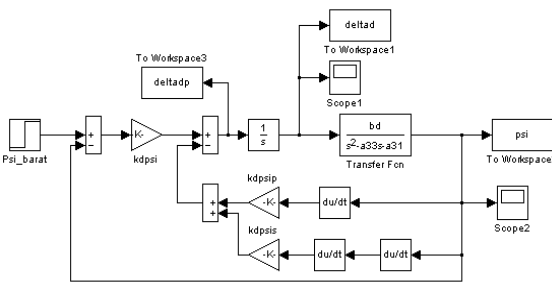 deltad
To Workspace1
To Workspace3
deltadp
Scope1
+
−
K-
+
−
1
s
bd
s²-a33s-a31
psi
Psi_barat
kdpsi
Transfer Fcn
To Workspace
kdpsip
+
+
-K-
du/dt
Scope2
kdpsis
-K-
du/dt
du/dt